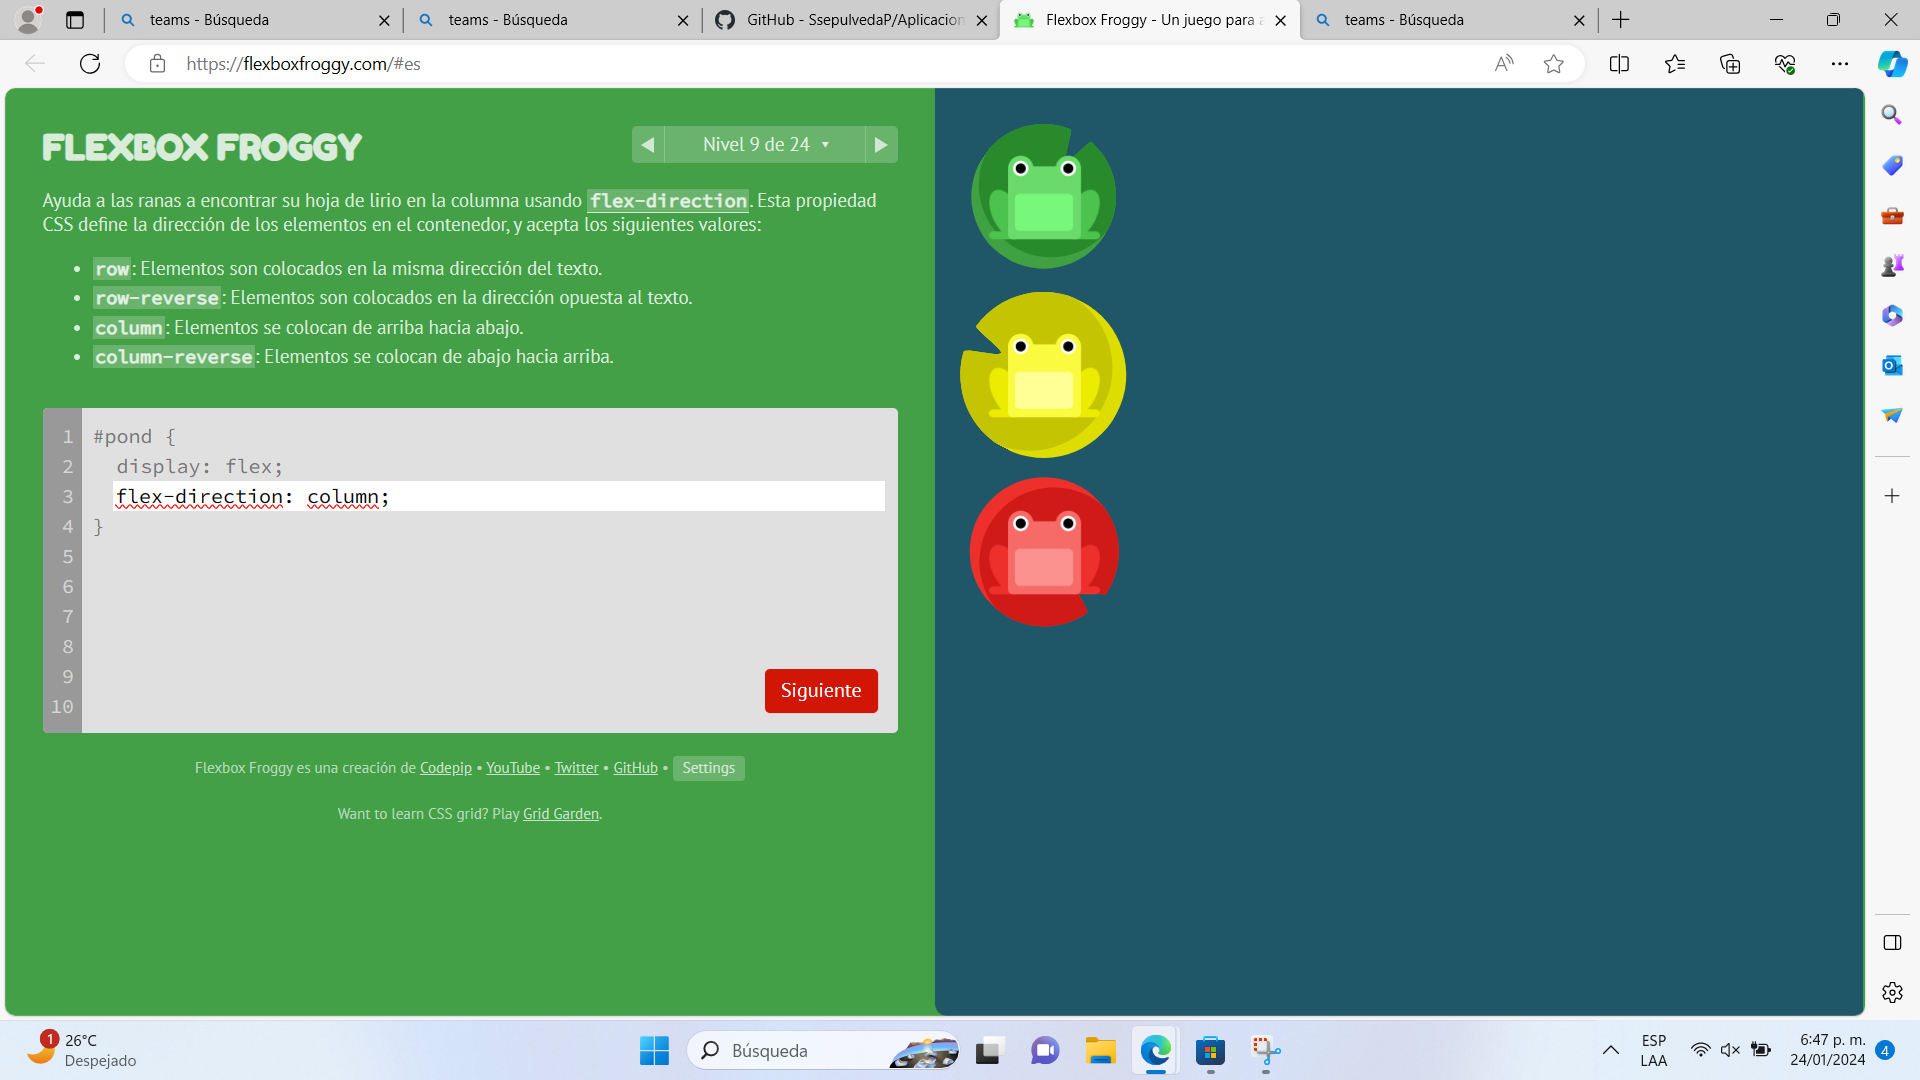 teams - Búsqueda
teams - Búsqueda
GitHub - SsepulvedaP/Aplicacion
Flexbox Froggy - Un juego para a
teams - Búsqueda
https://flexboxfroggy.com/#es
FLEXBOX FROGGY
Nivel 9 de 24
Ayuda a las ranas a encontrar su hoja de lirio en la columna usando flex-direction. Esta propiedad
CSS define la dirección de los elementos en el contenedor, y acepta los siguientes valores:
• row: Elementos son colocados en la misma dirección del texto.
• row-reverse: Elementos son colocados en la dirección opuesta al texto.
• column: Elementos se colocan de arriba hacia abajo.
• column-reverse: Elementos se colocan de abajo hacia arriba.
1 #pond {
2 display: flex;
3 flex-direction: column;
4 }
5
6
7
8
9
10
Siguiente
Flexbox Froggy es una creación de Codepip • YouTube • Twitter • GitHub • Settings
Want to learn CSS grid? Play Grid Garden.
1
26°C
Despejado
Búsqueda
ESP
LAA
6:47 p. m.
24/01/2024
4